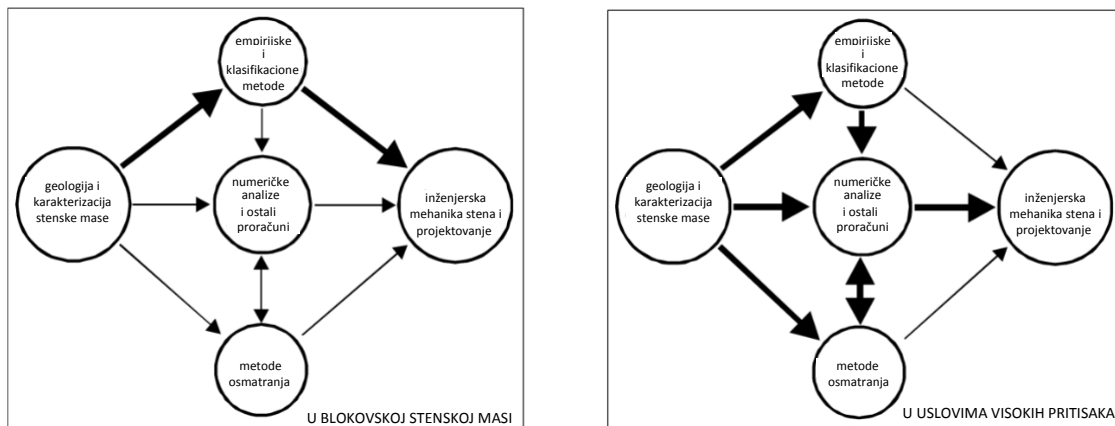 empirijske
i
klasifikacione
metode
geologija i
karakterizacija
stenske mase
numeričke
analize
i ostali
proračuni
inženjerska
mehanika stena i
projektovanje
metode
osmatranja
U BLOKOVSKOJ STENSKOJ MASI
empirijske
i
klasifikacione
metode
geologija i
karakterizacija
stenske mase
numeričke
analize
i ostali
proračuni
inženjerska
mehanika stena i
projektovanje
metode
osmatranja
U USLOVIMA VISOKIH PRITISAKA